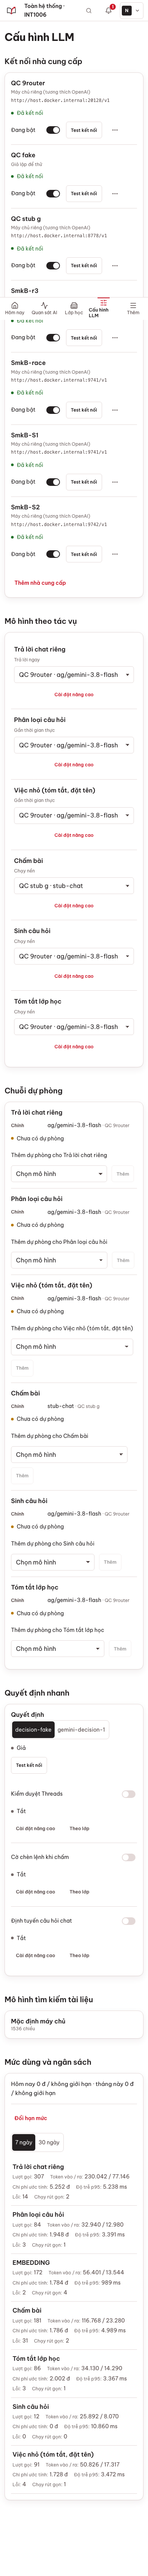 Toán hệ thống ·
INT1006
2
N
Cấu hình LLM
Kết nối nhà cung cấp
QC 9router
Máy chủ riêng (tương thích OpenAI)
http://host.docker.internal:20128/v1
Đã kết nối
Đang bật
Test kết nối
QC fake
Giả lập để thử
Đã kết nối
Đang bật
Test kết nối
QC stub g
Máy chủ riêng (tương thích OpenAI)
http://host.docker.internal:8778/v1
Đã kết nối
Đang bật
Test kết nối
SmkB-r3
Hôm nay
Quan sát AI
Lớp học
Cấu hình LLM
Thêm
Đã kết nối
Đang bật
Test kết nối
SmkB-race
Máy chủ riêng (tương thích OpenAI)
http://host.docker.internal:9741/v1
Đã kết nối
Đang bật
Test kết nối
SmkB-S1
Máy chủ riêng (tương thích OpenAI)
http://host.docker.internal:9741/v1
Đã kết nối
Đang bật
Test kết nối
SmkB-S2
Máy chủ riêng (tương thích OpenAI)
http://host.docker.internal:9742/v1
Đã kết nối
Đang bật
Test kết nối
Thêm nhà cung cấp
Mô hình theo tác vụ
Trả lời chat riêng
Trả lời ngay
QC 9router · ag/gemini-3.8-flash
Cài đặt nâng cao
Phân loại câu hỏi
Gần thời gian thực
QC 9router · ag/gemini-3.8-flash
Cài đặt nâng cao
Việc nhỏ (tóm tắt, đặt tên)
Gần thời gian thực
QC 9router · ag/gemini-3.8-flash
Cài đặt nâng cao
Chấm bài
Chạy nền
QC stub g · stub-chat
Cài đặt nâng cao
Sinh câu hỏi
Chạy nền
QC 9router · ag/gemini-3.8-flash
Cài đặt nâng cao
Tóm tắt lớp học
Chạy nền
QC 9router · ag/gemini-3.8-flash
Cài đặt nâng cao
Chuỗi dự phòng
Trả lời chat riêng
Chính ag/gemini-3.8-flash · QC 9router
Chưa có dự phòng
Thêm dự phòng cho Trả lời chat riêng
Chọn mô hình
Thêm
Phân loại câu hỏi
Chính ag/gemini-3.8-flash · QC 9router
Chưa có dự phòng
Thêm dự phòng cho Phân loại câu hỏi
Chọn mô hình
Thêm
Việc nhỏ (tóm tắt, đặt tên)
Chính ag/gemini-3.8-flash · QC 9router
Chưa có dự phòng
Thêm dự phòng cho Việc nhỏ (tóm tắt, đặt tên)
Chọn mô hình
Thêm
Chấm bài
Chính stub-chat · QC stub g
Chưa có dự phòng
Thêm dự phòng cho Chấm bài
Chọn mô hình
Thêm
Sinh câu hỏi
Chính ag/gemini-3.8-flash · QC 9router
Chưa có dự phòng
Thêm dự phòng cho Sinh câu hỏi
Chọn mô hình
Thêm
Tóm tắt lớp học
Chính ag/gemini-3.8-flash · QC 9router
Chưa có dự phòng
Thêm dự phòng cho Tóm tắt lớp học
Chọn mô hình
Thêm
Quyết định nhanh
Quyết định
decision-fake
gemini-decision-1
Giả
Test kết nối
Kiểm duyệt Threads
Tắt
Cài đặt nâng cao
Theo lớp
Cờ chèn lệnh khi chấm
Tắt
Cài đặt nâng cao
Theo lớp
Định tuyến câu hỏi chat
Tắt
Cài đặt nâng cao
Theo lớp
Mô hình tìm kiếm tài liệu
Mặc định máy chủ
1536 chiều
Mức dùng và ngân sách
Hôm nay 0 đ / không giới hạn · tháng này 0 đ
/ không giới hạn
Đổi hạn mức
7 ngày
30 ngày
Trả lời chat riêng
Lượt gọi: 307 Token vào / ra: 230.042 / 77.146
Chi phí ước tính: 5.252 đ Độ trễ p95: 5.238 ms
Lỗi: 14 Chạy rút gọn: 2
Phân loại câu hỏi
Lượt gọi: 84 Token vào / ra: 32.940 / 12.980
Chi phí ước tính: 1.948 đ Độ trễ p95: 3.391 ms
Lỗi: 3 Chạy rút gọn: 1
EMBEDDING
Lượt gọi: 172 Token vào / ra: 56.401 / 13.544
Chi phí ước tính: 1.784 đ Độ trễ p95: 989 ms
Lỗi: 2 Chạy rút gọn: 4
Chấm bài
Lượt gọi: 181 Token vào / ra: 116.768 / 23.280
Chi phí ước tính: 1.786 đ Độ trễ p95: 4.989 ms
Lỗi: 31 Chạy rút gọn: 2
Tóm tắt lớp học
Lượt gọi: 86 Token vào / ra: 34.130 / 14.290
Chi phí ước tính: 2.002 đ Độ trễ p95: 3.367 ms
Lỗi: 3 Chạy rút gọn: 1
Sinh câu hỏi
Lượt gọi: 12 Token vào / ra: 25.892 / 8.070
Chi phí ước tính: 0 đ Độ trễ p95: 10.860 ms
Lỗi: 0 Chạy rút gọn: 0
Việc nhỏ (tóm tắt, đặt tên)
Lượt gọi: 91 Token vào / ra: 50.826 / 17.317
Chi phí ước tính: 1.728 đ Độ trễ p95: 3.472 ms
Lỗi: 4 Chạy rút gọn: 1